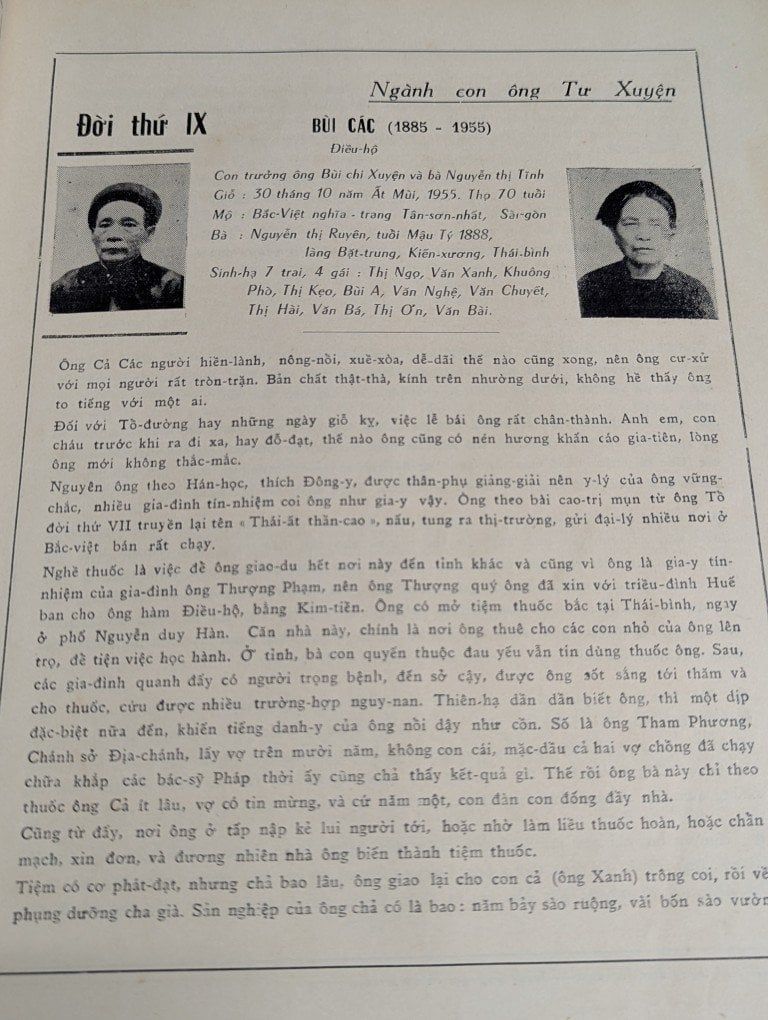 Ngành con ông Tư Xuyện
Đời thứ IX
BÙI CÁC (1885 - 1955)
Điều-hộ
Con trưởng ông Bùi chi Xuyện và bà Nguyễn thị Tĩnh
Giỗ : 30 tháng 10 năm Ất Mùi, 1955. Thọ 70 tuổi
Mộ : Bắc-Việt nghĩa - trang Tân-sơn-nhất, Sài-gòn
Bà : Nguyễn thị Ruyên, tuổi Mậu Tý 1888,
làng Bặt-trung, Kiến-xương, Thái-bình
Sinh-hạ 7 trai, 4 gái : Thị Ngọ, Văn Xanh, Khuông
Phò, Thị Kẹo, Bùi A, Văn Nghệ, Văn Chuyết,
Thị Hài, Văn Bá, Thị Ơn, Văn Bài.
Ông Cả Các người hiền-lành, nông-nồi, xuề-xòa, dễ-dãi thế nào cũng xong, nên ông cư-xử
với mọi người rất tròn-trặn. Bản chất thật-thà, kính trên nhường dưới, không hề thấy ông
to tiếng với một ai.
Đối với Tồ-đường hay những ngày giỗ kỵ, việc lễ bái ông rất chân-thành. Anh em, con
cháu trước khi ra đi xa, hay đỗ-đạt, thế nào ông cũng có nén hương khấn cáo gia-tiên, lòng
ông mới không thắc-mắc.
Nguyên ông theo Hán-học, thích Đông-y, được thân-phụ giảng-giải nên y-lý của ông vững-
chắc, nhiều gia-đình tín-nhiệm coi ông như gia-y vậy. Ông theo bài cao-trị mụn từ ông Tồ
đời thứ VII truyền lại tên « Thái-ất thần-cao », nấu, tung ra thị-trường, gửi đại-lý nhiều nơi ở
Bắc-việt bán rất chạy.
Nghề thuốc là việc đề ông giao-du hết nơi này đến tỉnh khác và cũng vì ông là gia-y tín-
nhiệm của gia-đình ông Thượng Phạm, nên ông Thượng quý ông đã xin với triều-đình Huế
ban cho ông hàm Điều-hộ, bằng Kim-tiền. Ông có mở tiệm thuốc bắc tại Thái-bình, ngay
ở phố Nguyễn duy Hàn. Căn nhà này, chính là nơi ông thuê cho các con nhỏ của ông lên
trọ, đề tiện việc học hành. Ở tỉnh, bà con quyến thuộc đau yếu vẫn tin dùng thuốc ông. Sau,
các gia-đình quanh đấy có người trọng bệnh, đến sở cậy, được ông sốt sắng tới thăm và
cho thuốc, cứu được nhiều trường-hợp nguy-nan. Thiên-hạ dần dần biết ông, thì một dịp
đặc-biệt nữa đến, khiến tiếng danh-y của ông nồi dậy như cồn. Số là ông Tham Phương,
Chánh sở Địa-chánh, lấy vợ trên mười năm, không con cái, mặc-dầu cả hai vợ chồng đã chạy
chữa khắp các bác-sỹ Pháp thời ấy cũng chả thấy kết-quả gì. Thế rồi ông bà này chỉ theo
thuốc ông Cả ít lâu, vợ có tin mừng, và cứ năm một, con đàn con đống đầy nhà.
Cũng từ đấy, nơi ông ở tấp nập kẻ lui người tới, hoặc nhờ làm liều thuốc hoàn, hoặc chần
mạch, xin đơn, và đương nhiên nhà ông biến thành tiệm thuốc.
Tiệm có cơ phát-đạt, nhưng chả bao lâu, ông giao lại cho con cả (ông Xanh) trông coi, rồi về
phụng dưỡng cha già. Sản nghiệp của ông chả có là bao : năm bảy sào ruộng, vài bốn sào vườn